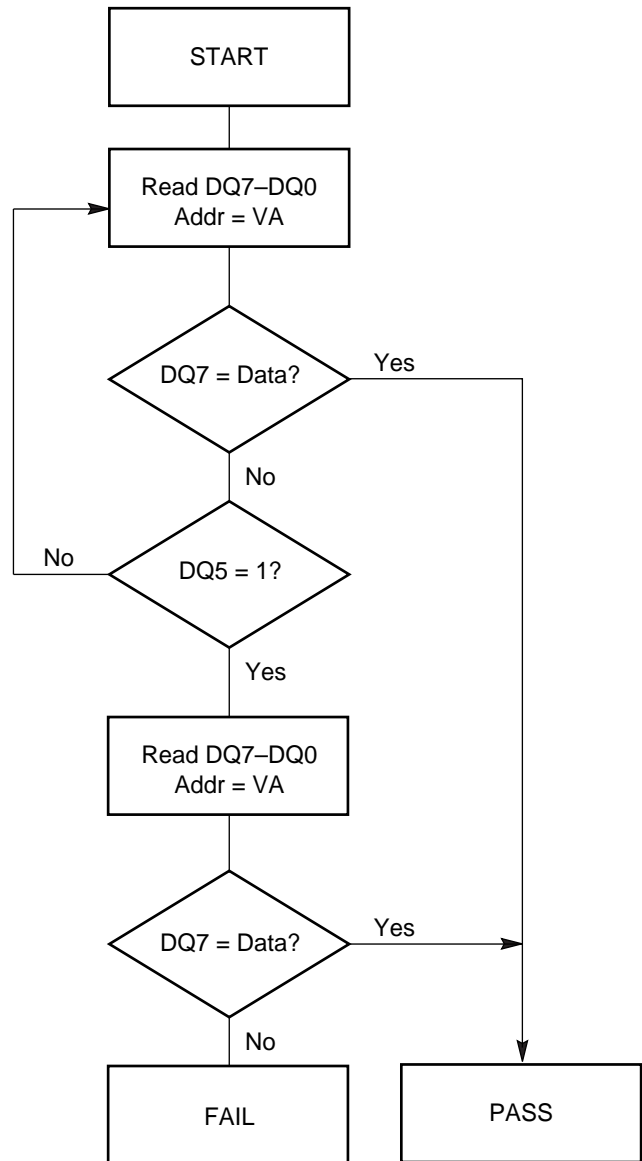 START
Read DQ7–DQ0
Addr = VA
DQ7 = Data?
Yes
No
No
DQ5 = 1?
Yes
Read DQ7–DQ0
Addr = VA
DQ7 = Data?
Yes
No
FAIL
PASS